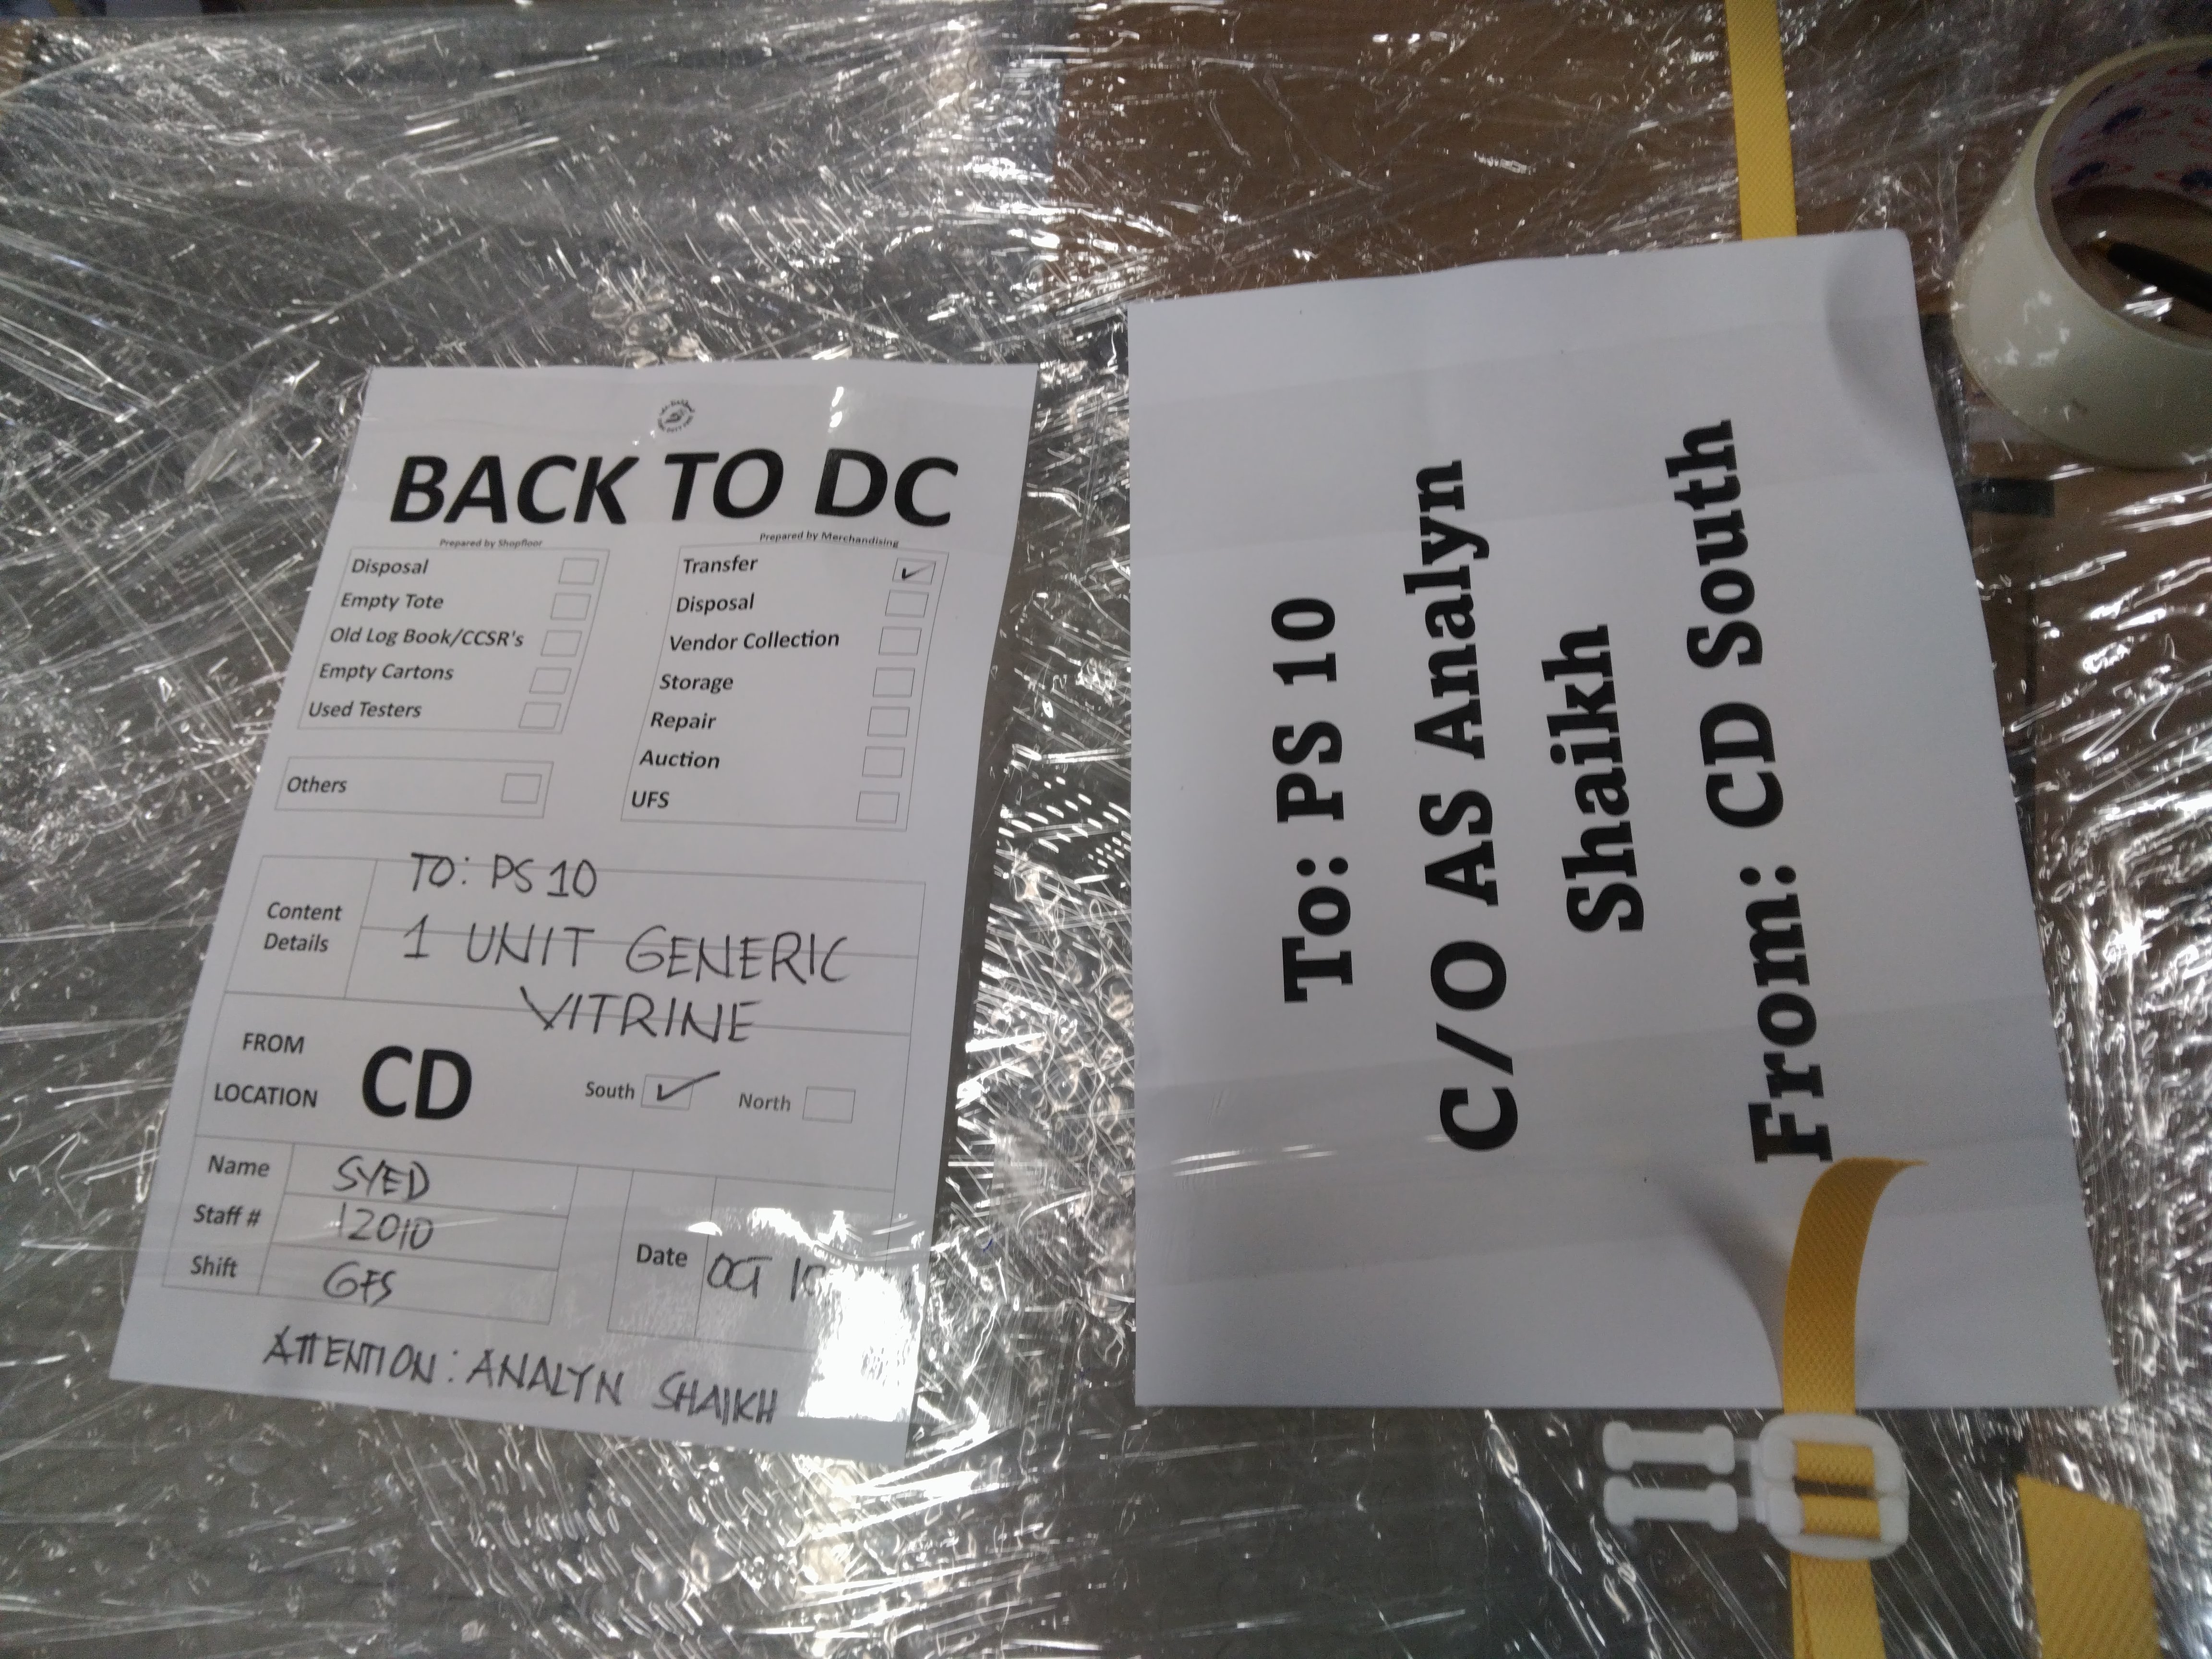 BACK TO DC
Prepared by Shopfloor
Disposal
Empty Tote
Old Log Book/CCSR's
Empty Cartons
Used Testers
Others
Prepared by Merchandising
Transfer
Disposal
Vendor Collection
Storage
Repair
Auction
UFS
Content Details
TO: PS 10
1 UNIT GENERIC
VITRINE
FROM LOCATION
CD
South
North
Name SYED
Staff # 12010
Shift GFS
Date OCT
ATTENTION: ANALYN SHAIKH
To: PS 10
C/O AS Analyn
Shaikh
From: CD South